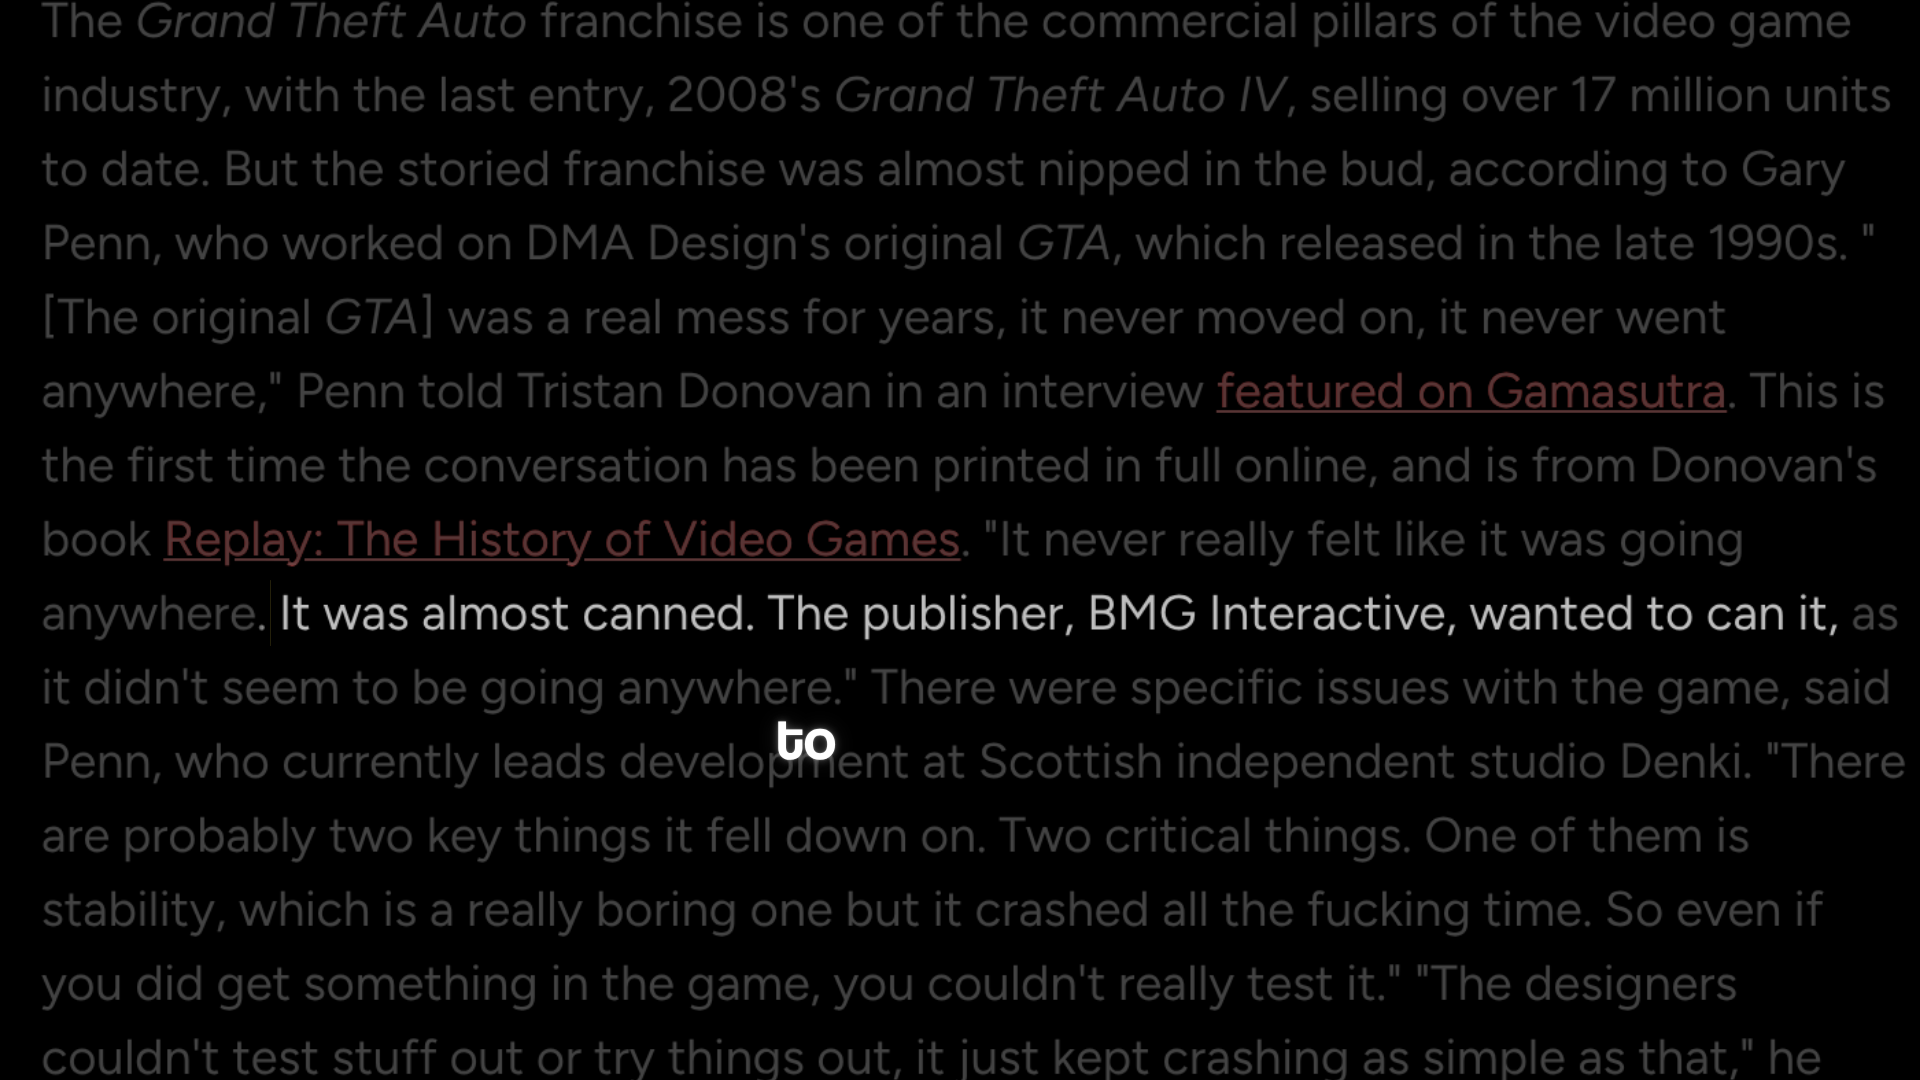 The Grand Theft Auto franchise is one of the commercial pillars of the video game
industry, with the last entry, 2008's Grand Theft Auto IV, selling over 17 million units
to date. But the storied franchise was almost nipped in the bud, according to Gary
Penn, who worked on DMA Design's original GTA, which released in the late 1990s. "
[The original GTA] was a real mess for years, it never moved on, it never went
anywhere," Penn told Tristan Donovan in an interview featured on Gamasutra. This is
the first time the conversation has been printed in full online, and is from Donovan's
book Replay: The History of Video Games. "It never really felt like it was going
anywhere. It was almost canned. The publisher, BMG Interactive, wanted to can it, as
it didn't seem to be going anywhere." There were specific issues with the game, said
to
Penn, who currently leads development at Scottish independent studio Denki. "There
are probably two key things it fell down on. Two critical things. One of them is
stability, which is a really boring one but it crashed all the fucking time. So even if
you did get something in the game, you couldn't really test it." "The designers
couldn't test stuff out or try things out, it just kept crashing as simple as that," he